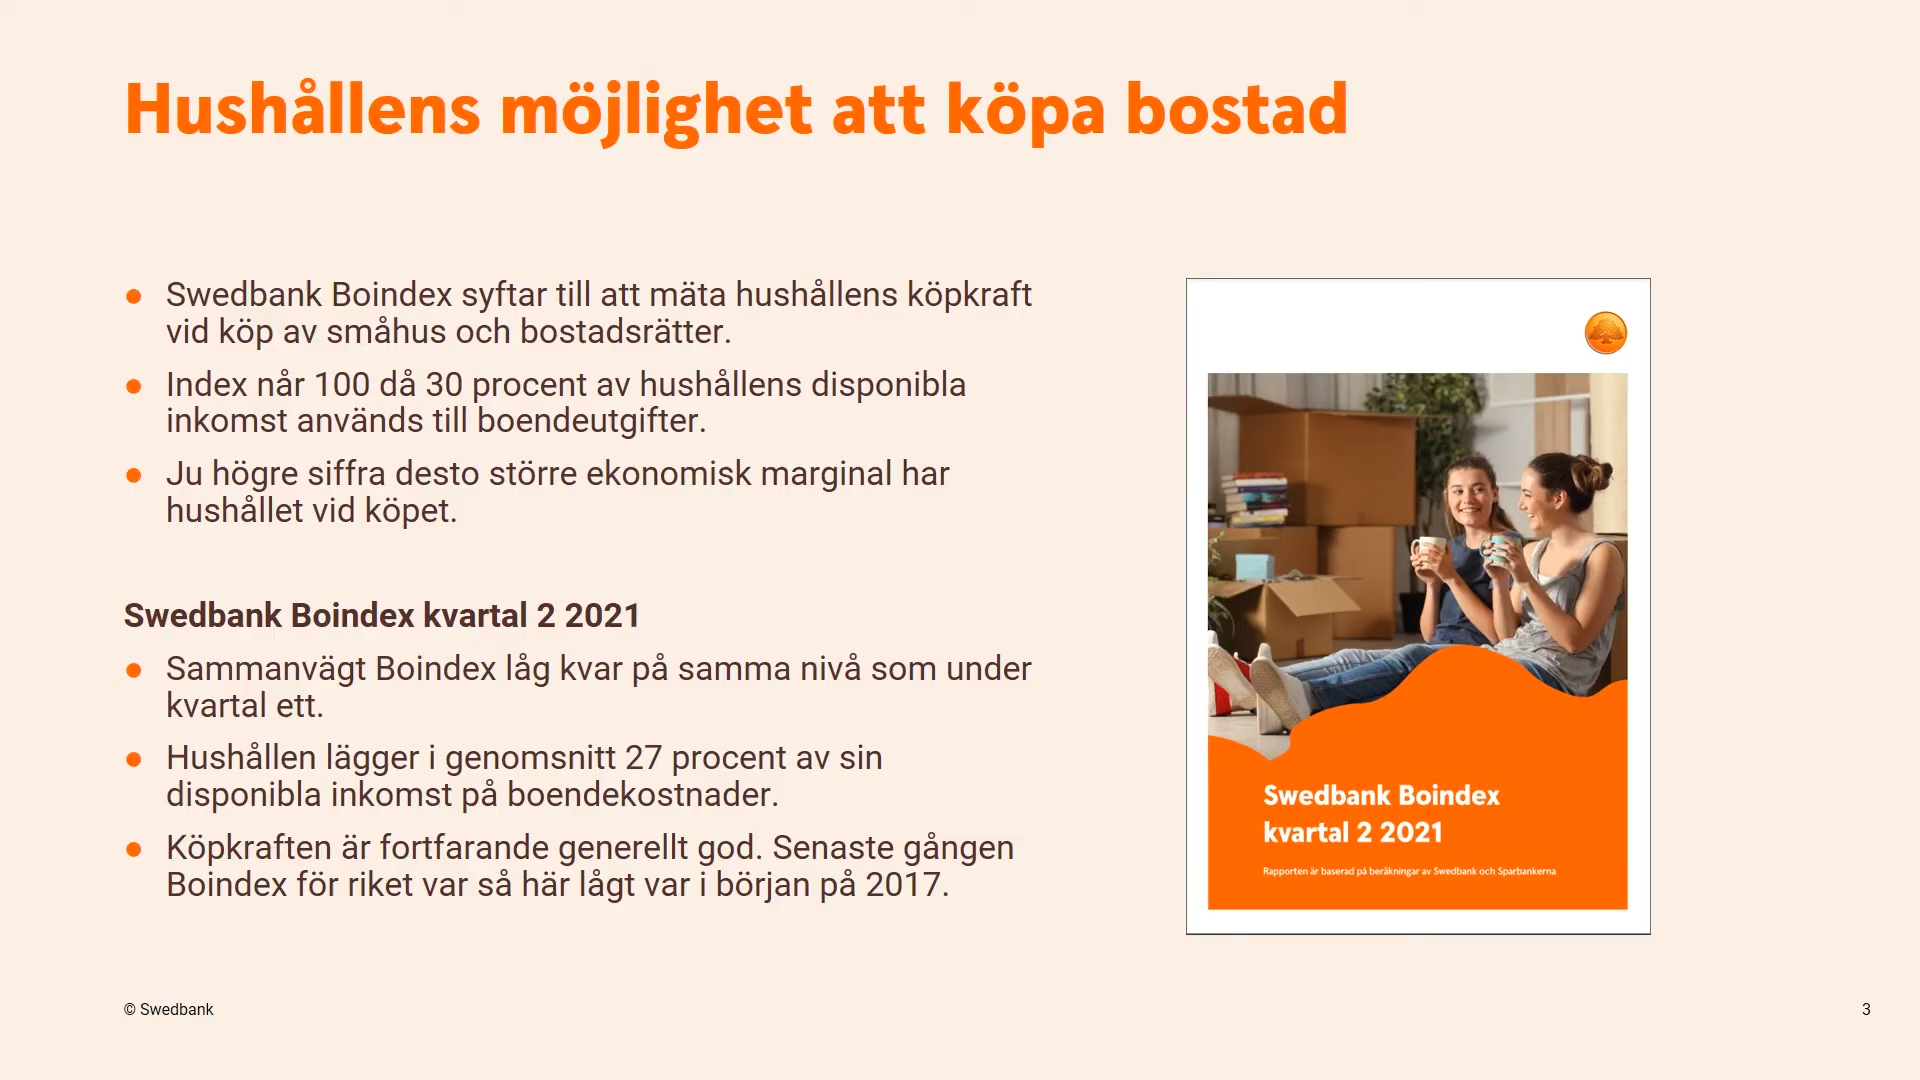 Hushållens möjlighet att köpa bostad
Swedbank Boindex syftar till att mäta hushållens köpkraft
vid köp av småhus och bostadsrätter.
Index når 100 då 30 procent av hushållens disponibla
inkomst används till boendeutgifter.
Ju högre siffra desto större ekonomisk marginal har
hushållet vid köpet.
Swedbank Boindex kvartal 2 2021
Sammanvägt Boindex låg kvar på samma nivå som under
kvartal ett.
Hushållen lägger i genomsnitt 27 procent av sin
disponibla inkomst på boendekostnader.
Köpkraften är fortfarande generellt god. Senaste gången
Boindex för riket var så här lågt var i början på 2017.
Swedbank Boindex
kvartal 2 2021
Rapporten är baserad på beräkningar av Swedbank och Sparbankerna
© Swedbank
3